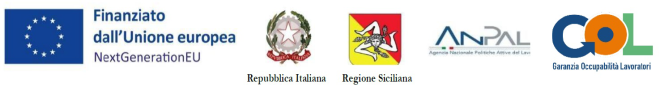 Finanziato
dall'Unione europea
NextGenerationEU
Repubblica Italiana
Regione Siciliana
ANPAL
Agenzia Nazionale Politiche Attive del Lavoro
GOL
Garanzia Occupabilità Lavoratori